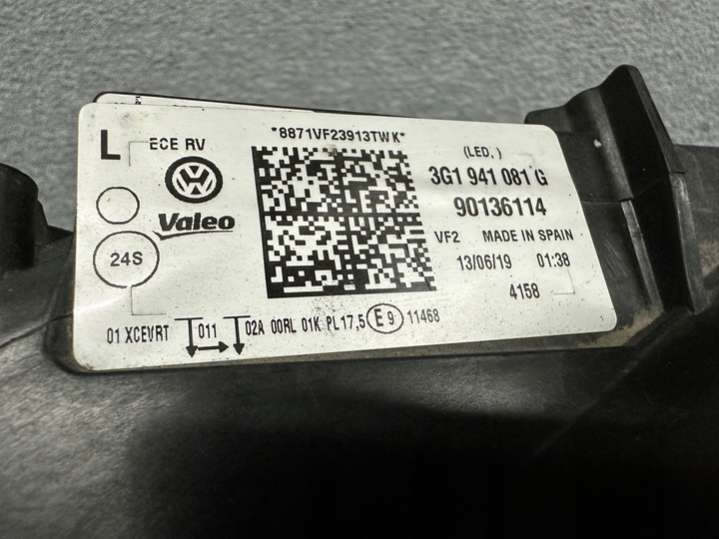 *8871VF23913TWK*
L ECE RV
(LED,)
3G1 941 081 G
Valeo
90136114
24S
VF2 MADE IN SPAIN
13/06/19 01:38
4158
01 XCEVRT 011 02A 00RL 01K PL17,5 E9 11468